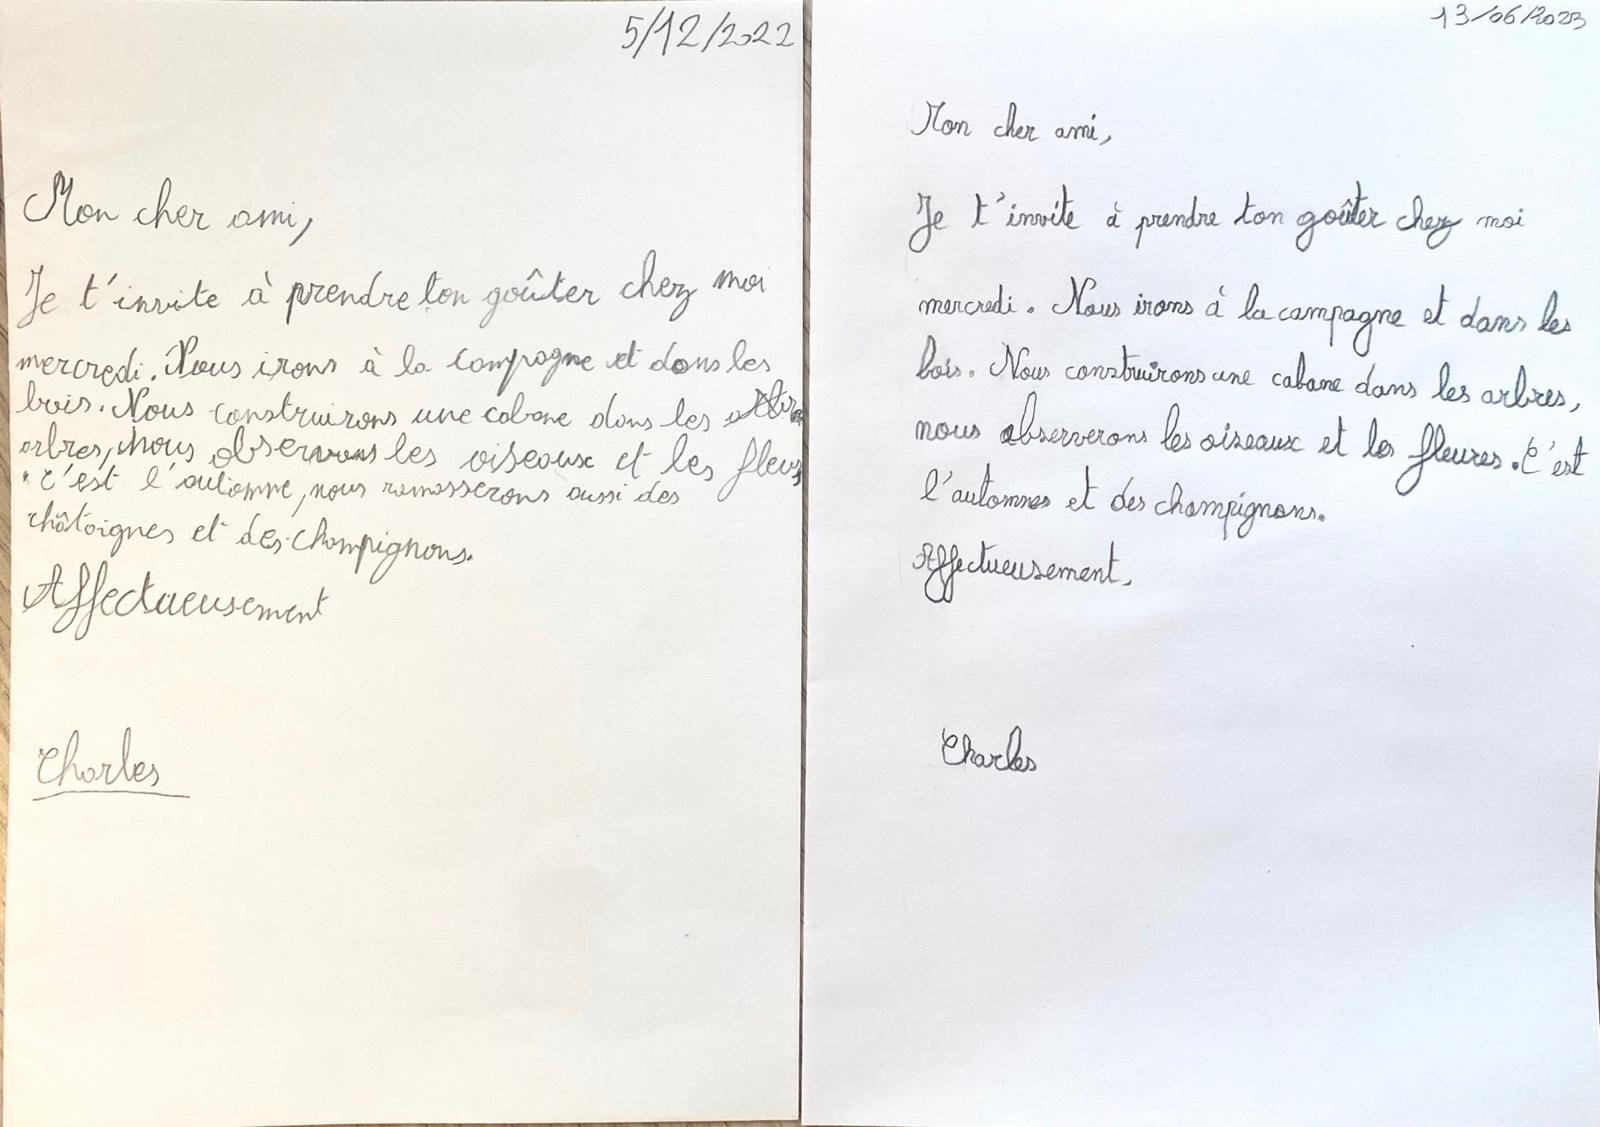 5/12/2022
Mon cher ami,
Je t'invite à prendre ton goûter chez moi
mercredi. Nous irons à la campagne et dans les
bois. Nous construirons une cabane dans les
arbres, nous observons les oiseaux et les fleurs
. C'est l'automne, nous ramasserons aussi des
châtaignes et des champignons.
Affectueusement
Charles
13/06/2023
Mon cher ami,
Je t'invite à prendre ton goûter chez moi
mercredi. Nous irons à la campagne et dans les
bois. Nous construirons une cabane dans les arbres,
nous observerons les oiseaux et les fleures. C'est
l'automnes et des champignons.
Affectueusement,
Charles